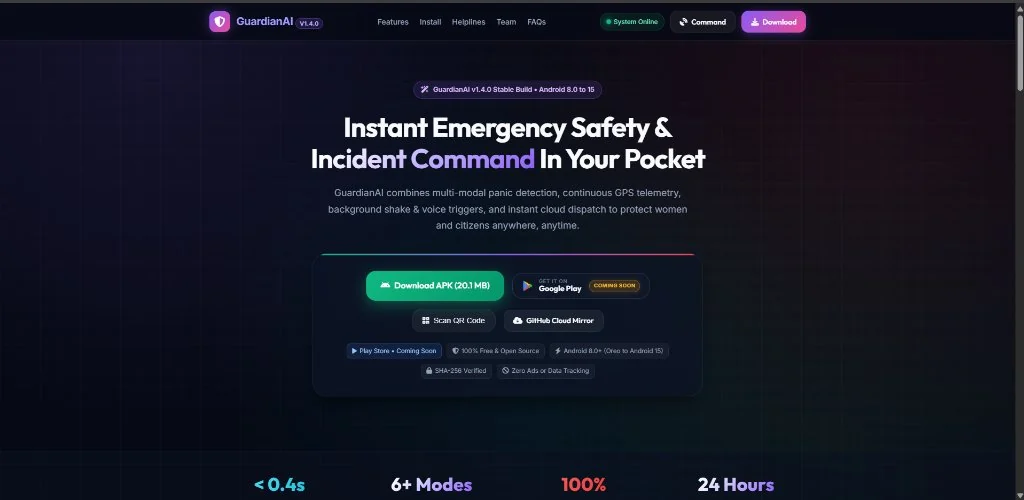 GuardianAI V1.4.0
Features Install Helplines Team FAQs
System Online
Command
Download
GuardianAI v1.4.0 Stable Build • Android 8.0 to 15
Instant Emergency Safety &
Incident Command In Your Pocket
GuardianAI combines multi-modal panic detection, continuous GPS telemetry,
background shake & voice triggers, and instant cloud dispatch to protect women
and citizens anywhere, anytime.
Download APK (20.1 MB)
GET IT ON
Google Play
COMING SOON
Scan QR Code
GitHub Cloud Mirror
Play Store • Coming Soon
100% Free & Open Source
Android 8.0+ (Oreo to Android 15)
SHA-256 Verified
Zero Ads or Data Tracking
< 0.4s 6+ Modes 100% 24 Hours